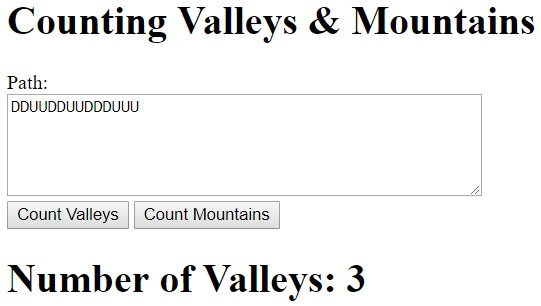 Counting Valleys & Mountains
Path:
DDUUDDUUDDDUUU
Count Valleys Count Mountains
Number of Valleys: 3